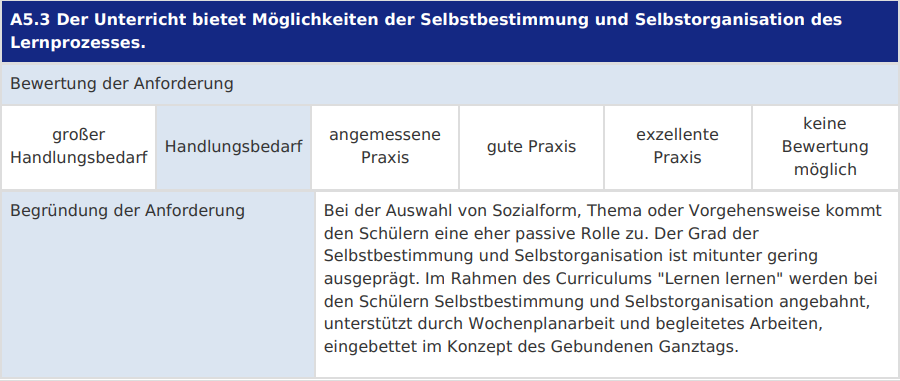 A5.3 Der Unterricht bietet Möglichkeiten der Selbstbestimmung und Selbstorganisation des
Lernprozesses.
Bewertung der Anforderung
großer
Handlungsbedarf
Handlungsbedarf
angemessene
Praxis
gute Praxis
exzellente
Praxis
keine
Bewertung
möglich
Begründung der Anforderung
Bei der Auswahl von Sozialform, Thema oder Vorgehensweise kommt
den Schülern eine eher passive Rolle zu. Der Grad der
Selbstbestimmung und Selbstorganisation ist mitunter gering
ausgeprägt. Im Rahmen des Curriculums "Lernen lernen" werden bei
den Schülern Selbstbestimmung und Selbstorganisation angebahnt,
unterstützt durch Wochenplanarbeit und begleitetes Arbeiten,
eingebettet im Konzept des Gebundenen Ganztags.